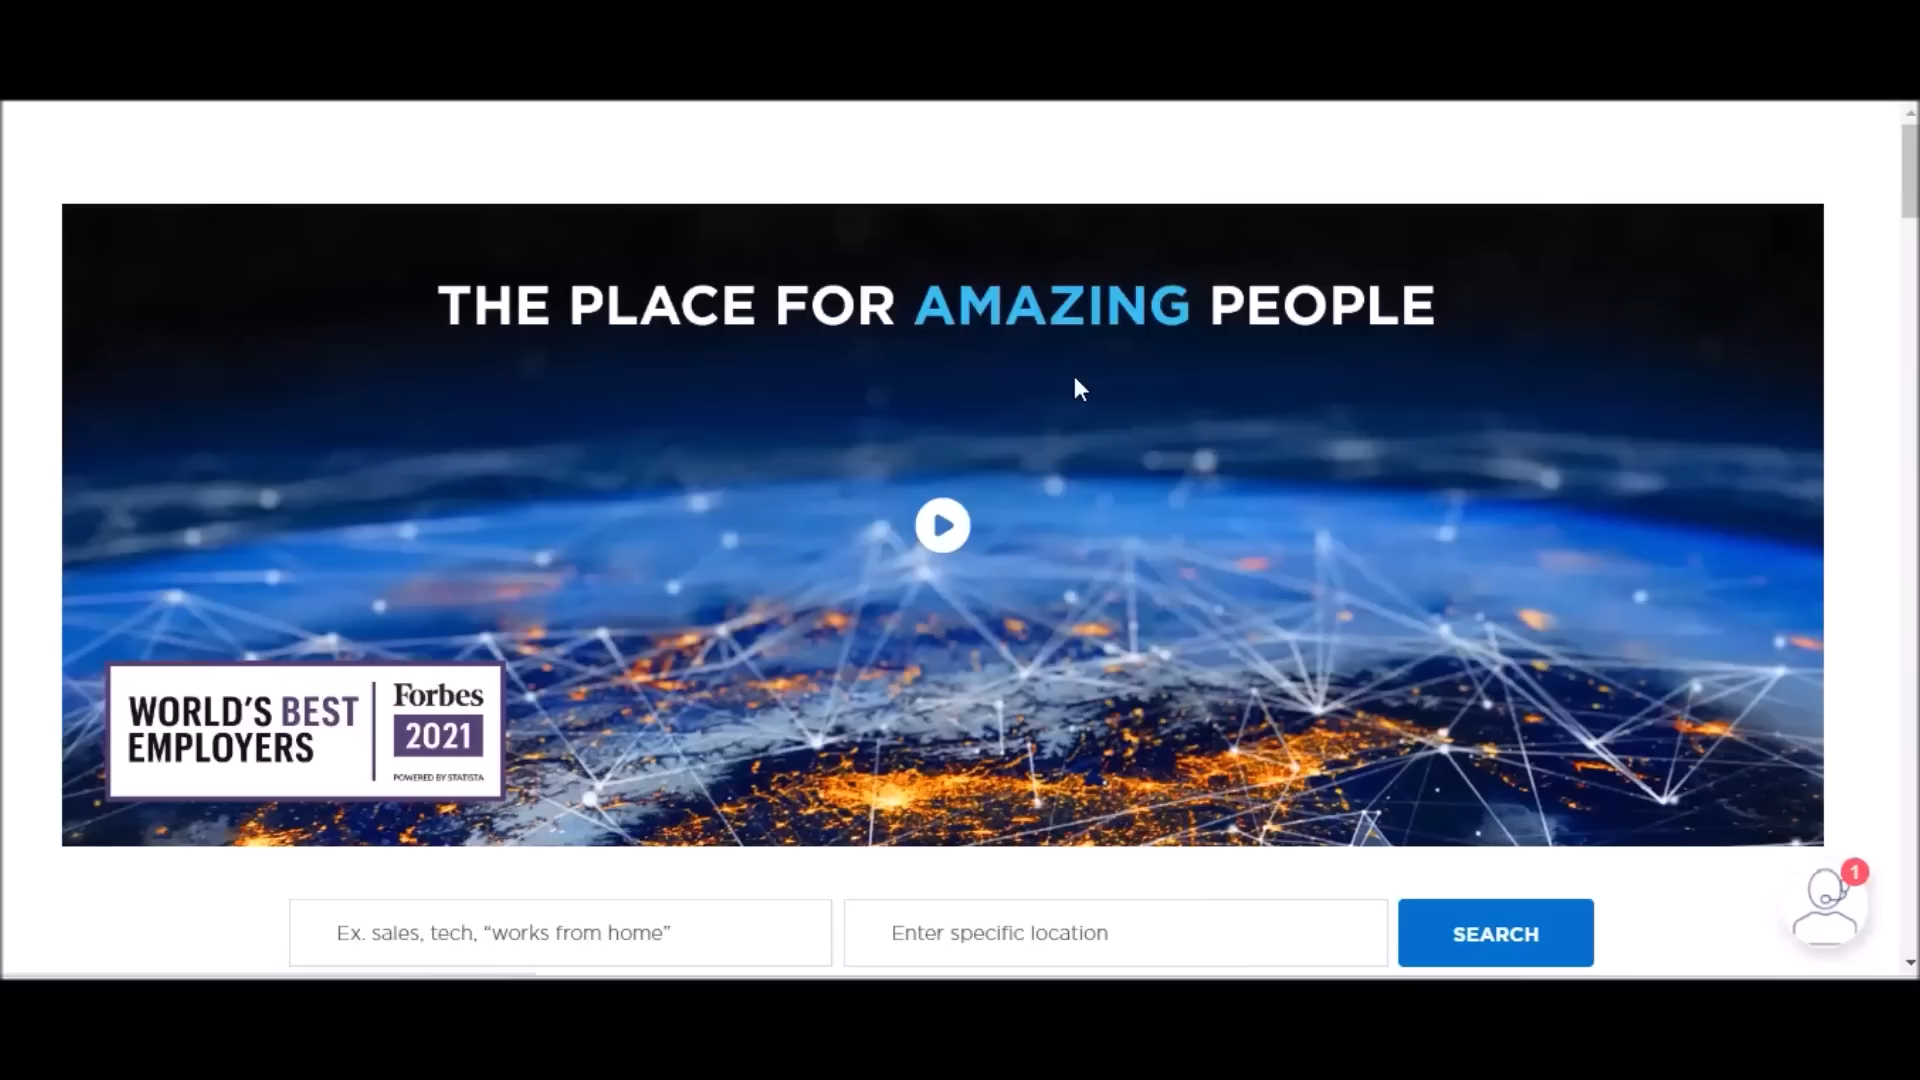 THE PLACE FOR AMAZING PEOPLE
WORLD'S BEST
EMPLOYERS
Forbes
2021
POWERED BY STATISTA
Ex. sales, tech, “works from home”
Enter specific location
SEARCH
1